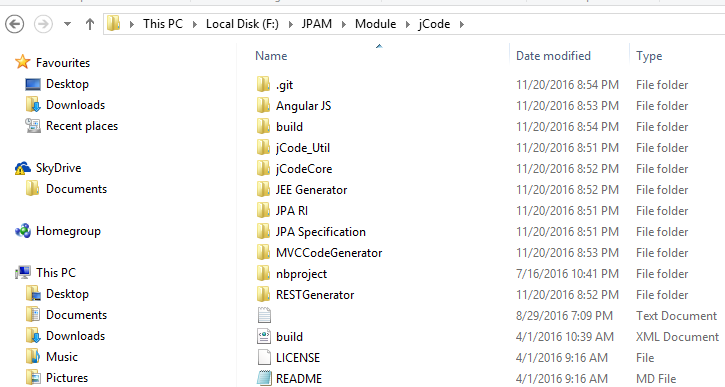 This PC Local Disk (F:) JPAM Module jCode
Name Date modified Type
Favourites
Desktop
Downloads
Recent places
SkyDrive
Documents
Homegroup
This PC
Desktop
Documents
Downloads
Music
Pictures
.git 11/20/2016 8:54 PM File folder
Angular JS 11/20/2016 8:53 PM File folder
build 11/20/2016 8:54 PM File folder
jCode_Util 11/20/2016 8:51 PM File folder
jCodeCore 11/20/2016 8:52 PM File folder
JEE Generator 11/20/2016 8:52 PM File folder
JPA RI 11/20/2016 8:51 PM File folder
JPA Specification 11/20/2016 8:51 PM File folder
MVCCodeGenerator 11/20/2016 8:53 PM File folder
nbproject 7/16/2016 10:41 PM File folder
RESTGenerator 11/20/2016 8:52 PM File folder
8/29/2016 7:09 PM Text Document
build 4/1/2016 10:39 AM XML Document
LICENSE 4/1/2016 9:16 AM File
README 4/1/2016 9:16 AM MD File